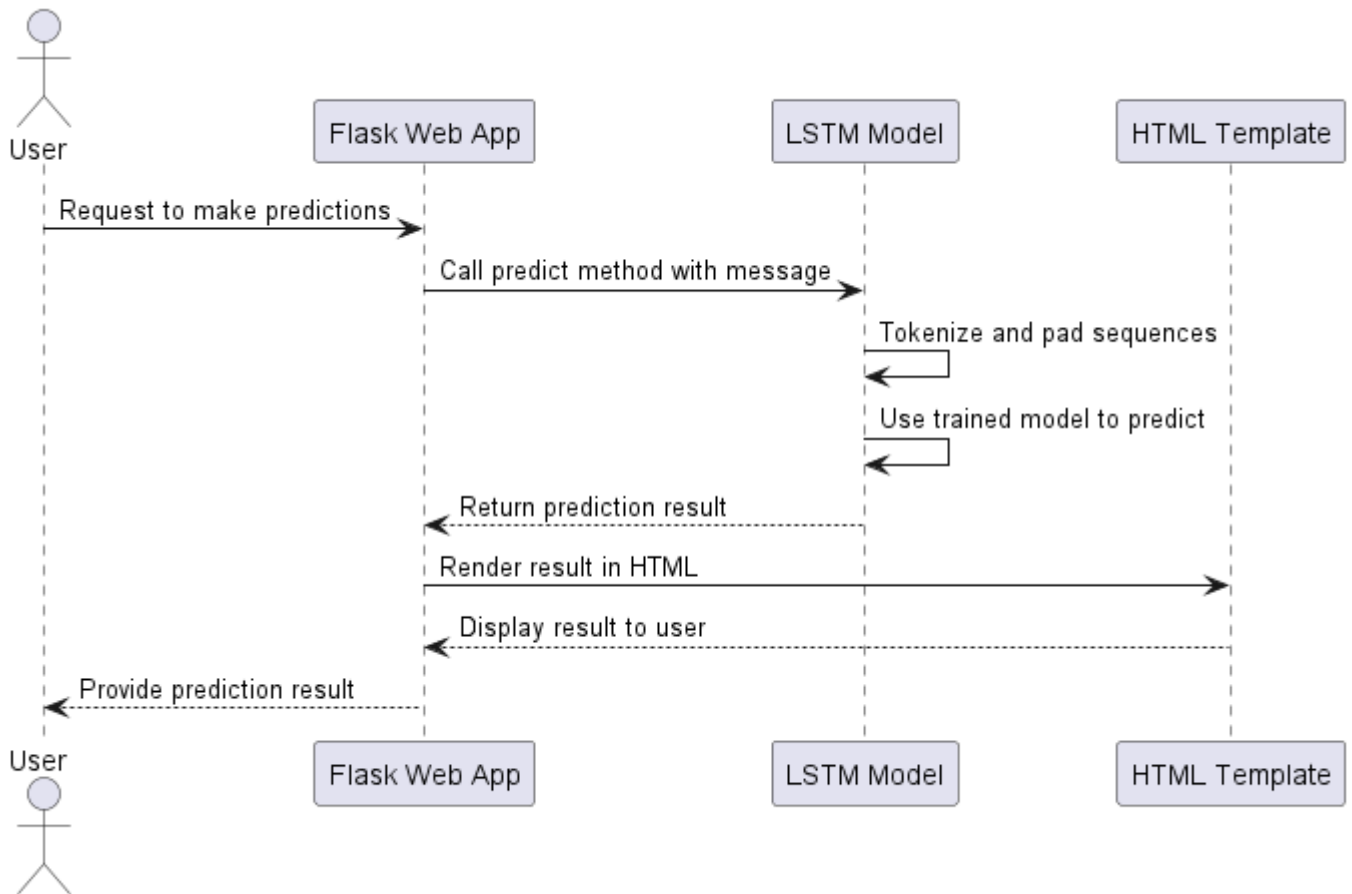 User
Flask Web App
LSTM Model
HTML Template
Request to make predictions
Call predict method with message
Tokenize and pad sequences
Use trained model to predict
Return prediction result
Render result in HTML
Display result to user
Provide prediction result
User
Flask Web App
LSTM Model
HTML Template